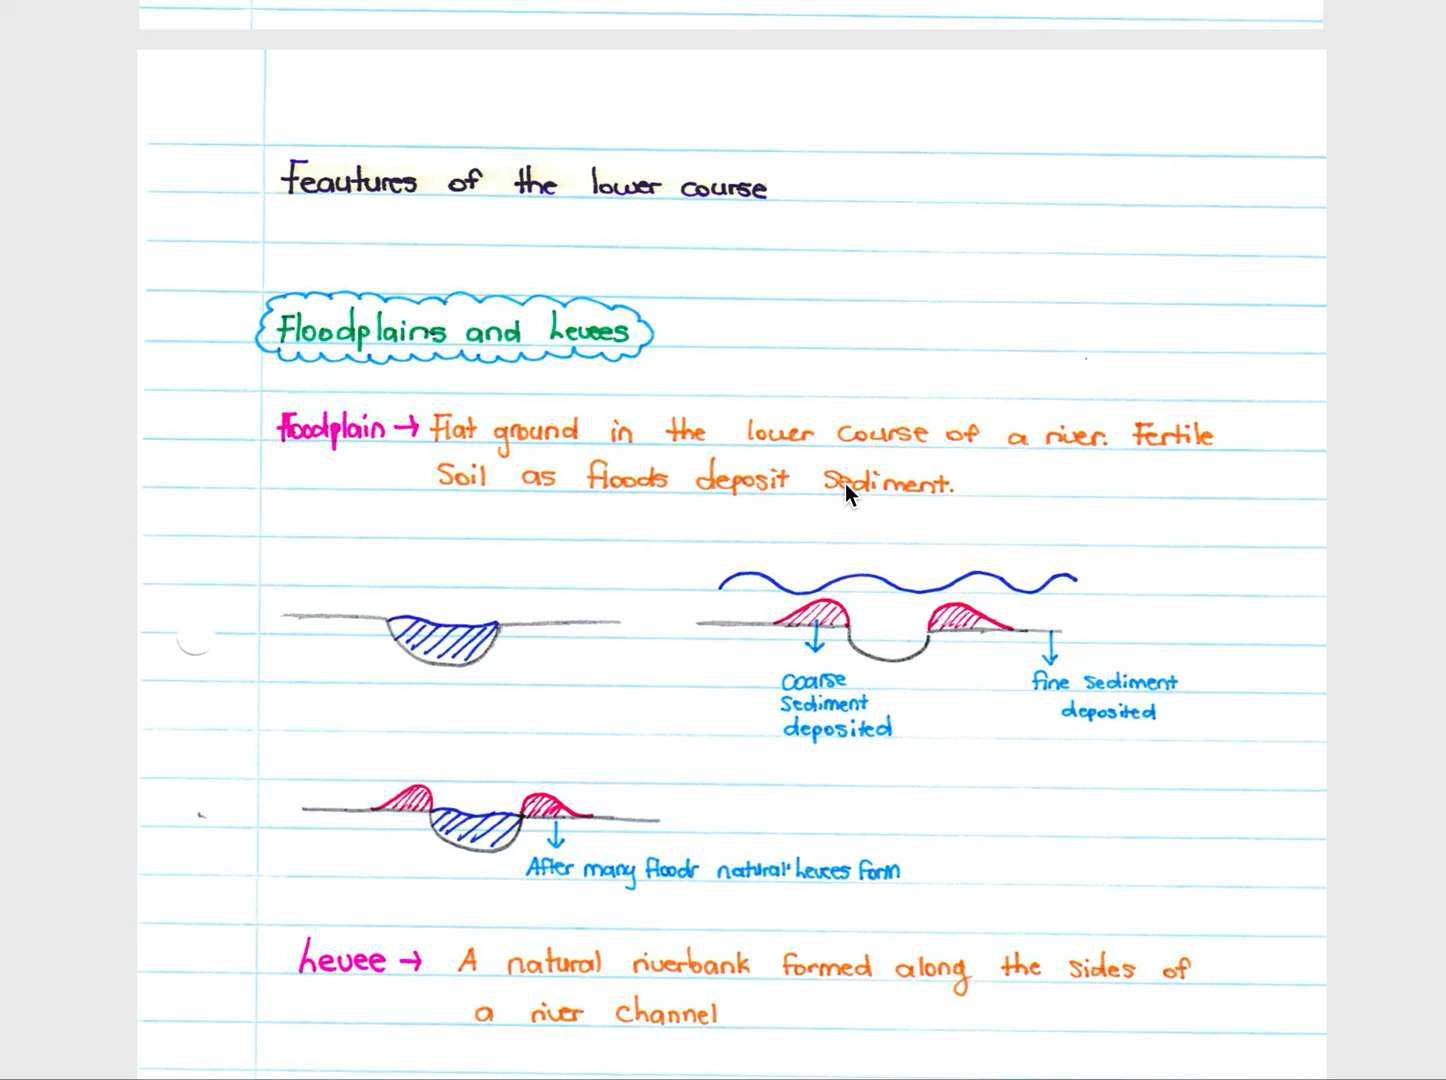 Feautures of the lower course
Floodplains and Levees
Floodplain → Flat ground in the lower course of a river. Fertile
Soil as floods deposit sediment.
coarse
sediment
deposited
fine sediment
deposited
After many floods natural levees form
Levee → A natural riverbank formed along the sides of
a river channel